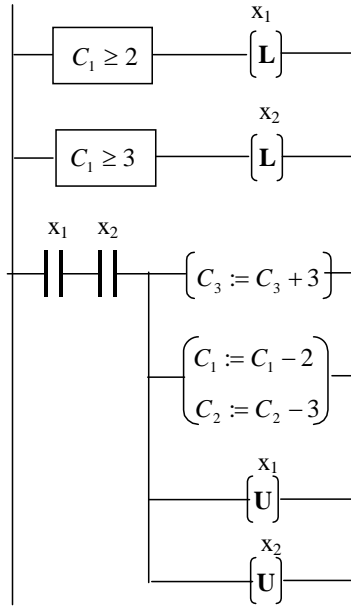 x₁
C₁ ≥ 2
L
x₂
C₁ ≥ 3
L
x₁ x₂
C₃ := C₃ + 3
C₁ := C₁ − 2
C₂ := C₂ − 3
x₁
U
x₂
U